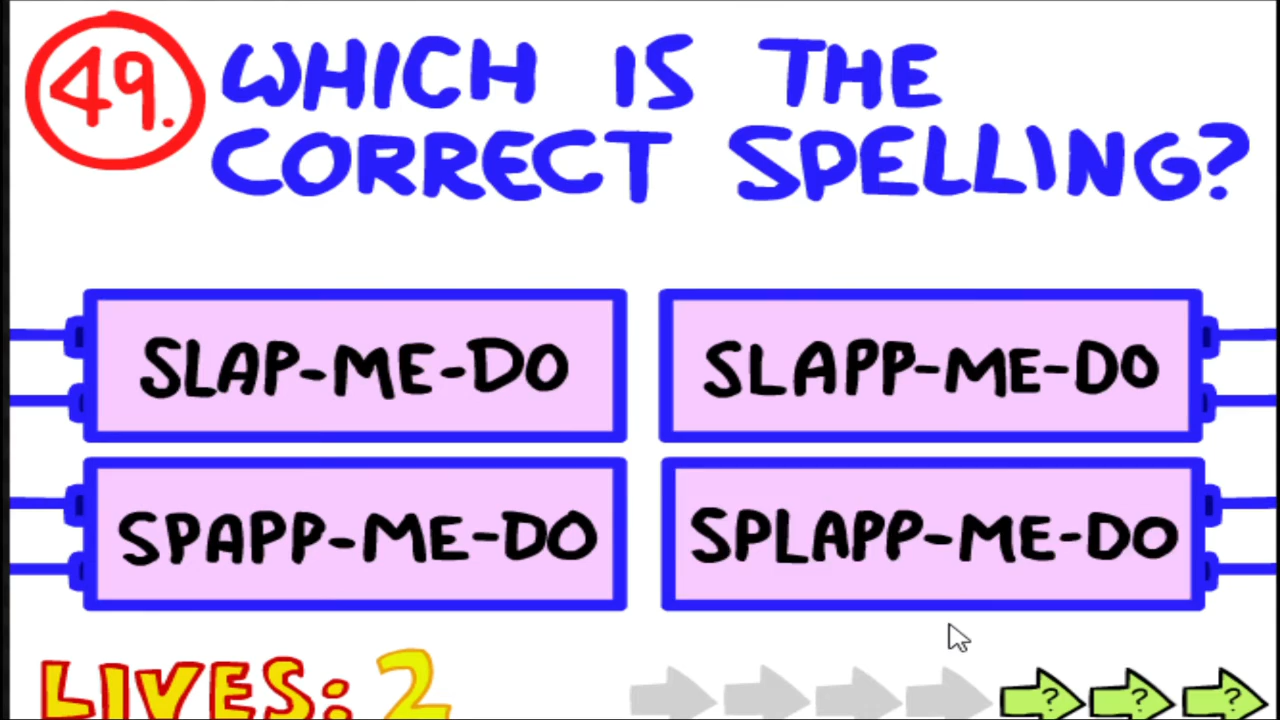 49. WHICH IS THE
CORRECT SPELLING?
SLAP-ME-DO
SLAPP-ME-DO
SPAPP-ME-DO
SPLAPP-ME-DO
LIVES: 2
? ? ?